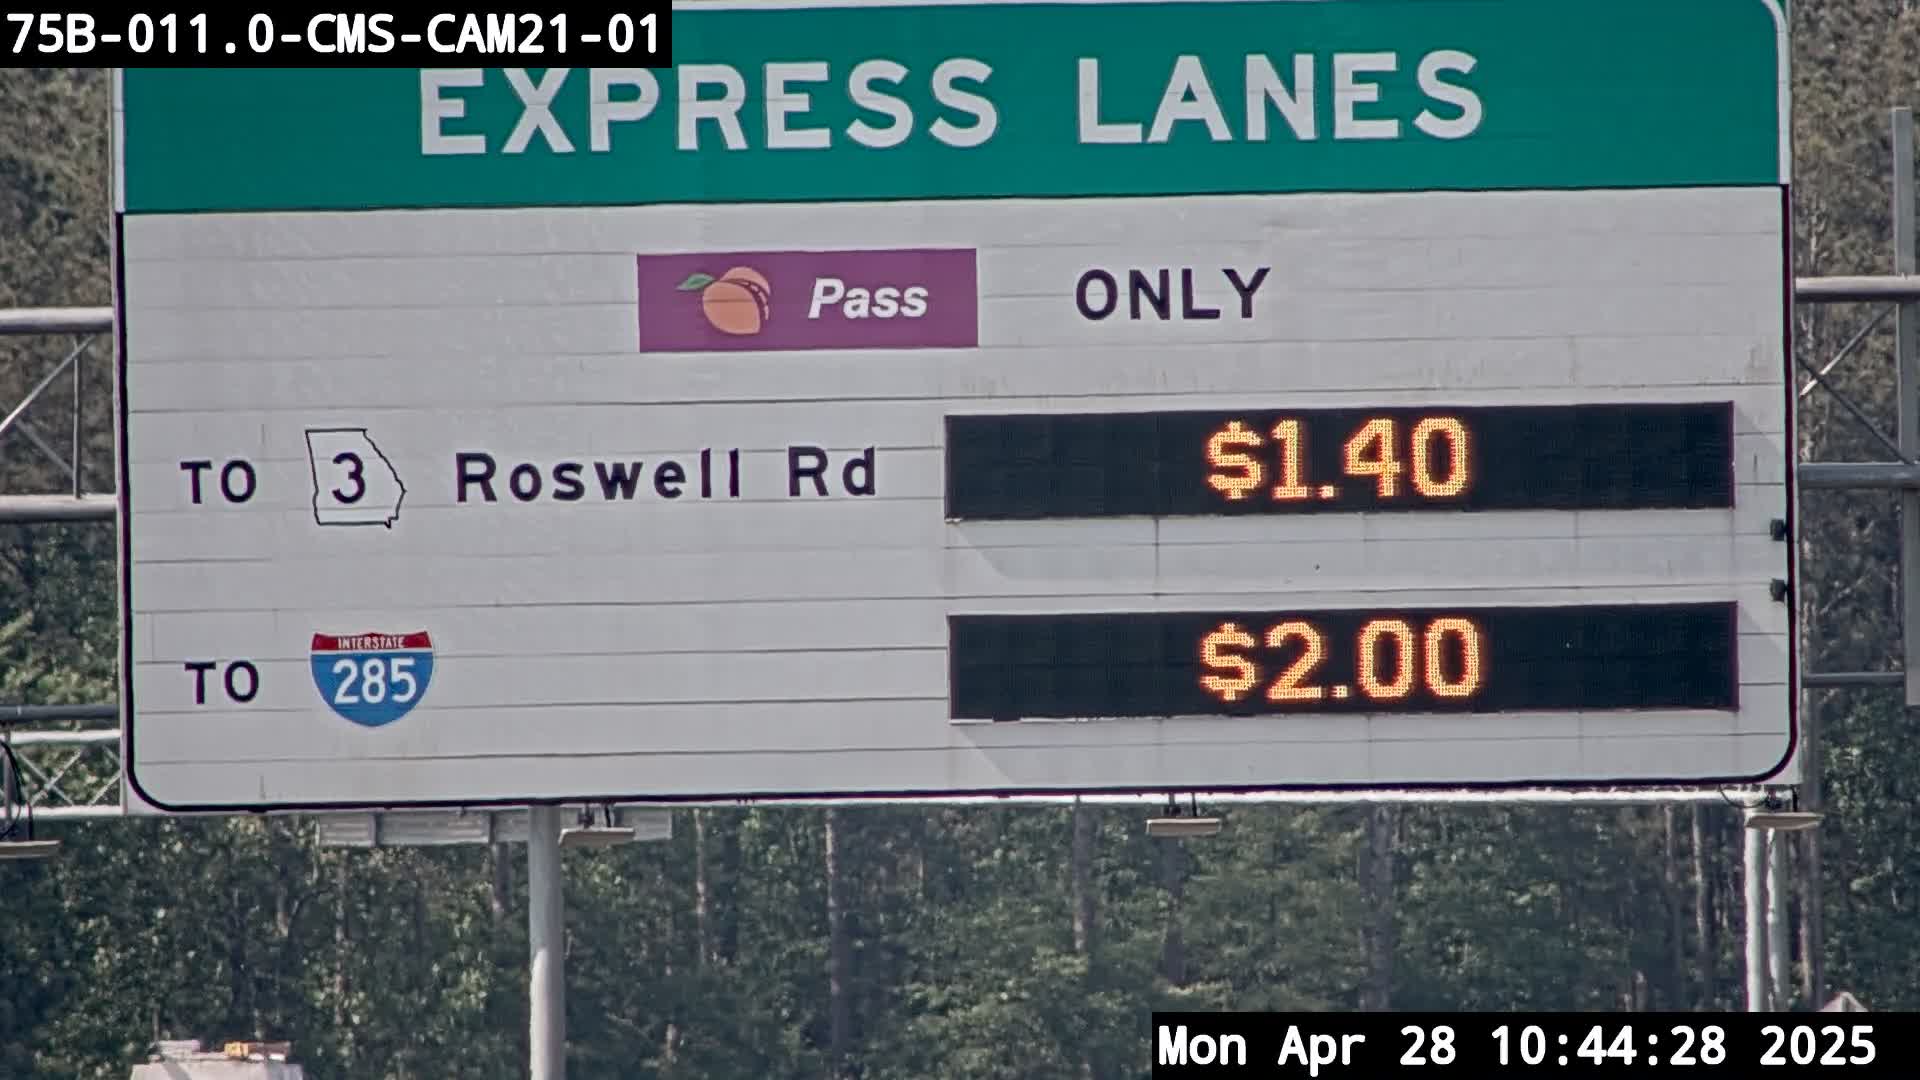 75B-011.0-CMS-CAM21-01
EXPRESS LANES
Pass ONLY
TO 3 Roswell Rd $1.40
INTERSTATE
TO 285 $2.00
Mon Apr 28 10:44:28 2025